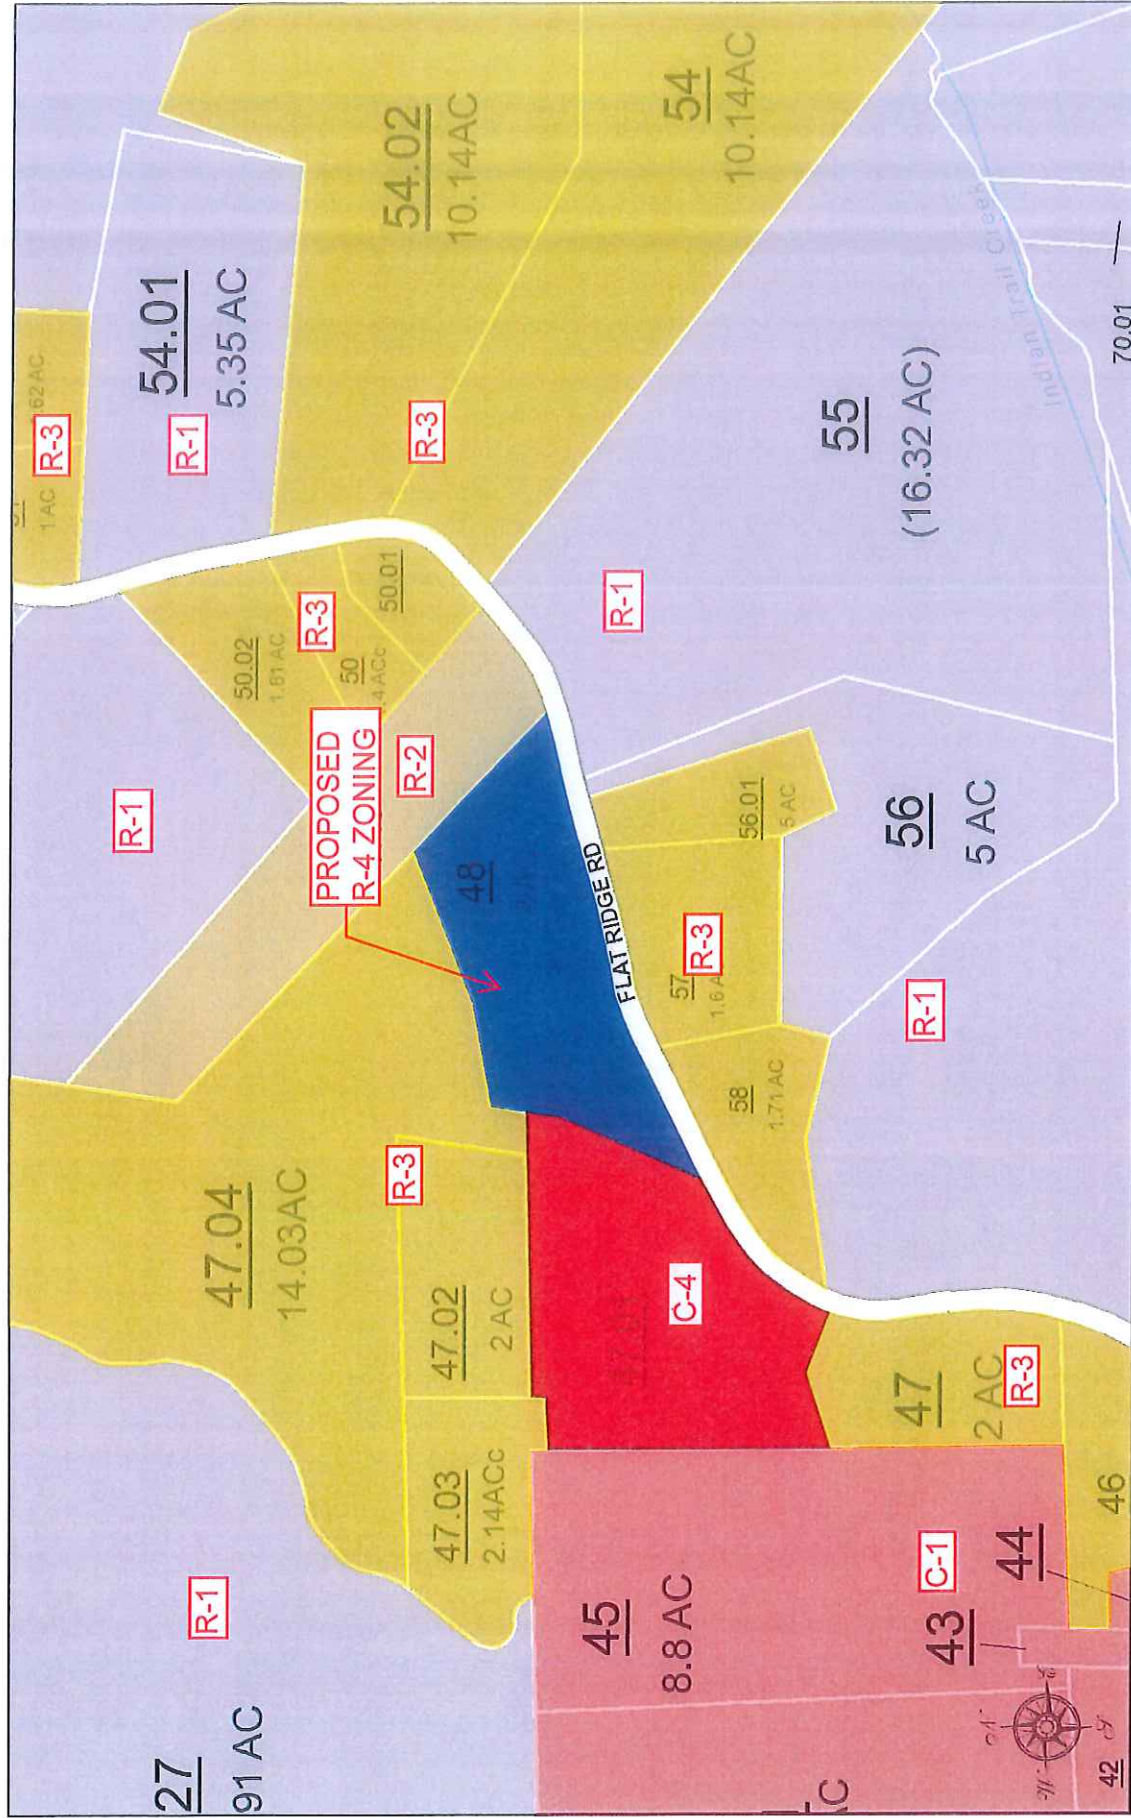 27
91 AC
R-1
47.04
14.03AC
R-3
47.03
2.14ACc
47.02
2 AC
R-1
PROPOSED
R-4 ZONING
R-2
50.02
1.61 AC
R-3
50
50.01
R-3
1 AC
.62 AC
54.01
5.35 AC
R-1
54.02
10.14AC
R-3
54
10.14AC
48
FLAT RIDGE RD
C-4
45
8.8 AC
43
C-1
44
42
46
47
2 AC
R-3
58
1.71 AC
57
1.6 A
R-3
56.01
5 AC
56
5 AC
R-1
R-1
55
(16.32 AC)
Indian Trail Creek
70.01
N
W
E
S